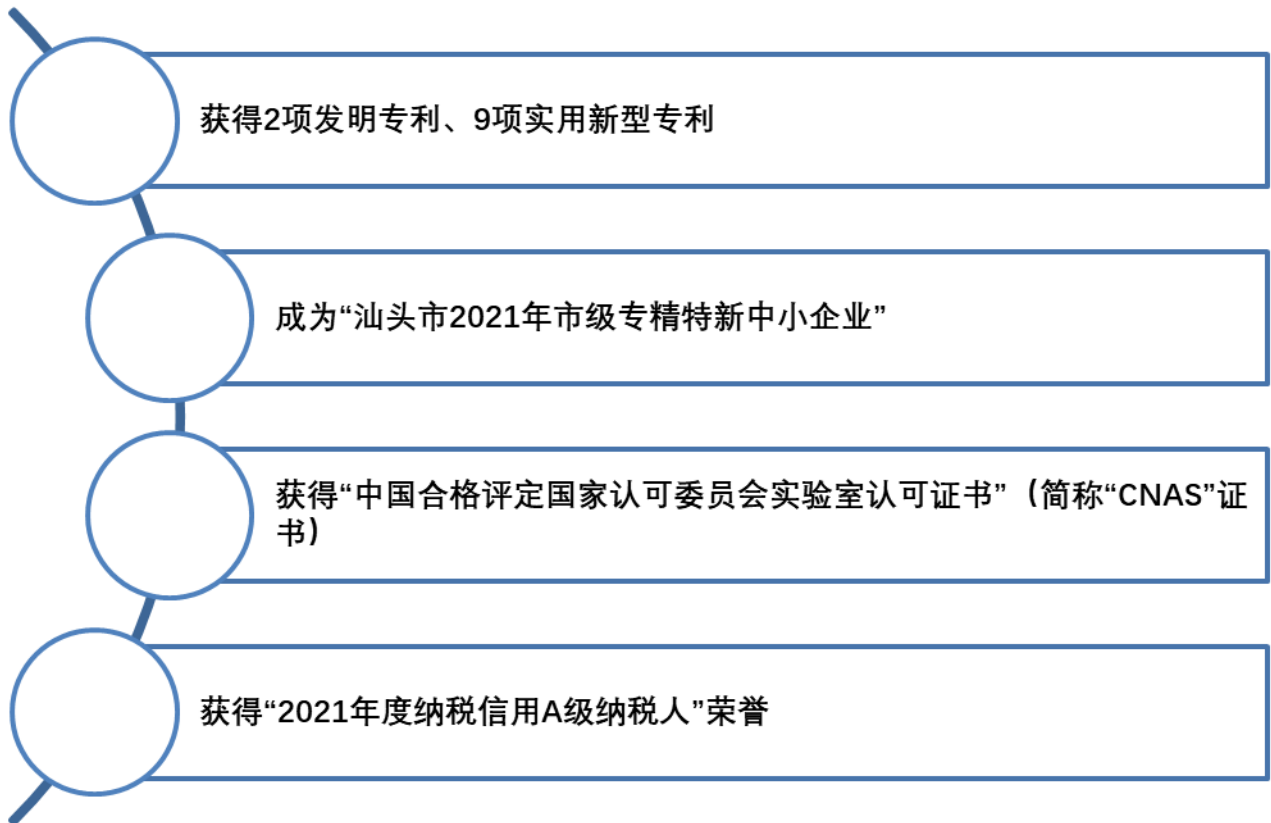 获得2项发明专利、9项实用新型专利
成为“汕头市2021年市级专精特新中小企业”
获得“中国合格评定国家认可委员会实验室认可证书”（简称“CNAS”证
书）
获得“2021年度纳税信用A级纳税人”荣誉